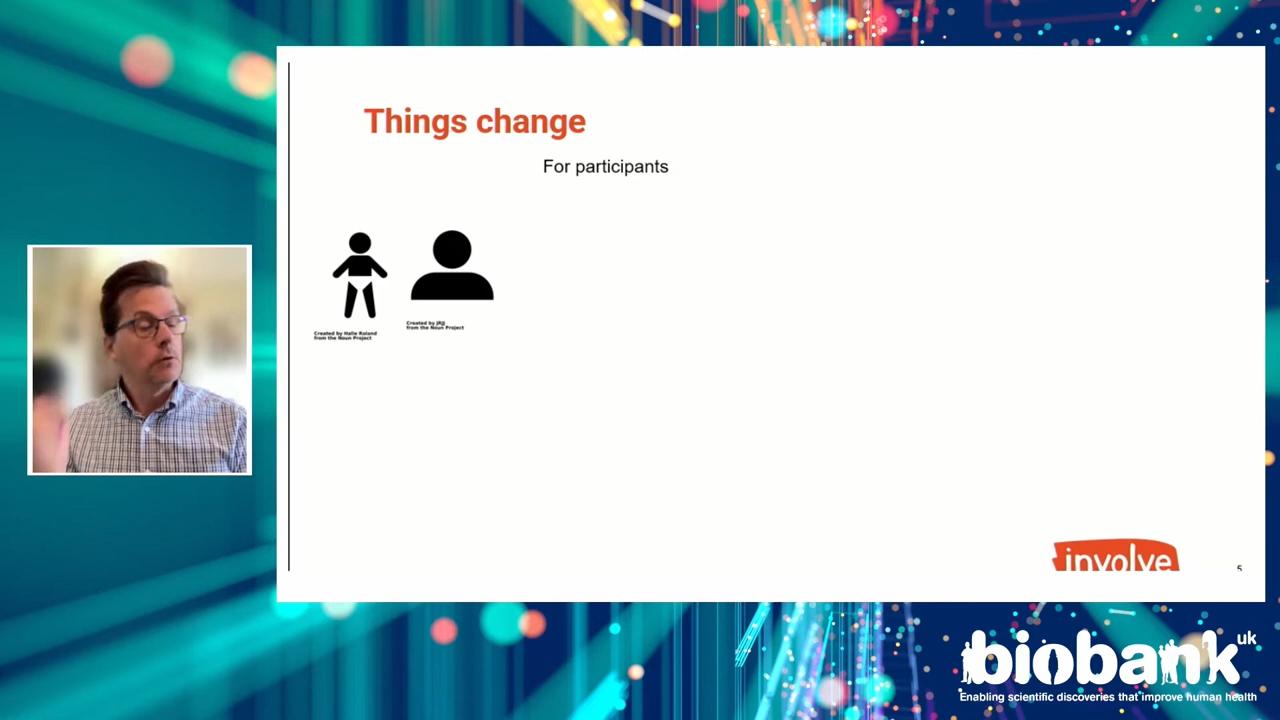 Things change
For participants
Created by Halle Roland
from the Noun Project
Created by JRJJ
from the Noun Project
involve
5
biobank uk
Enabling scientific discoveries that improve human health